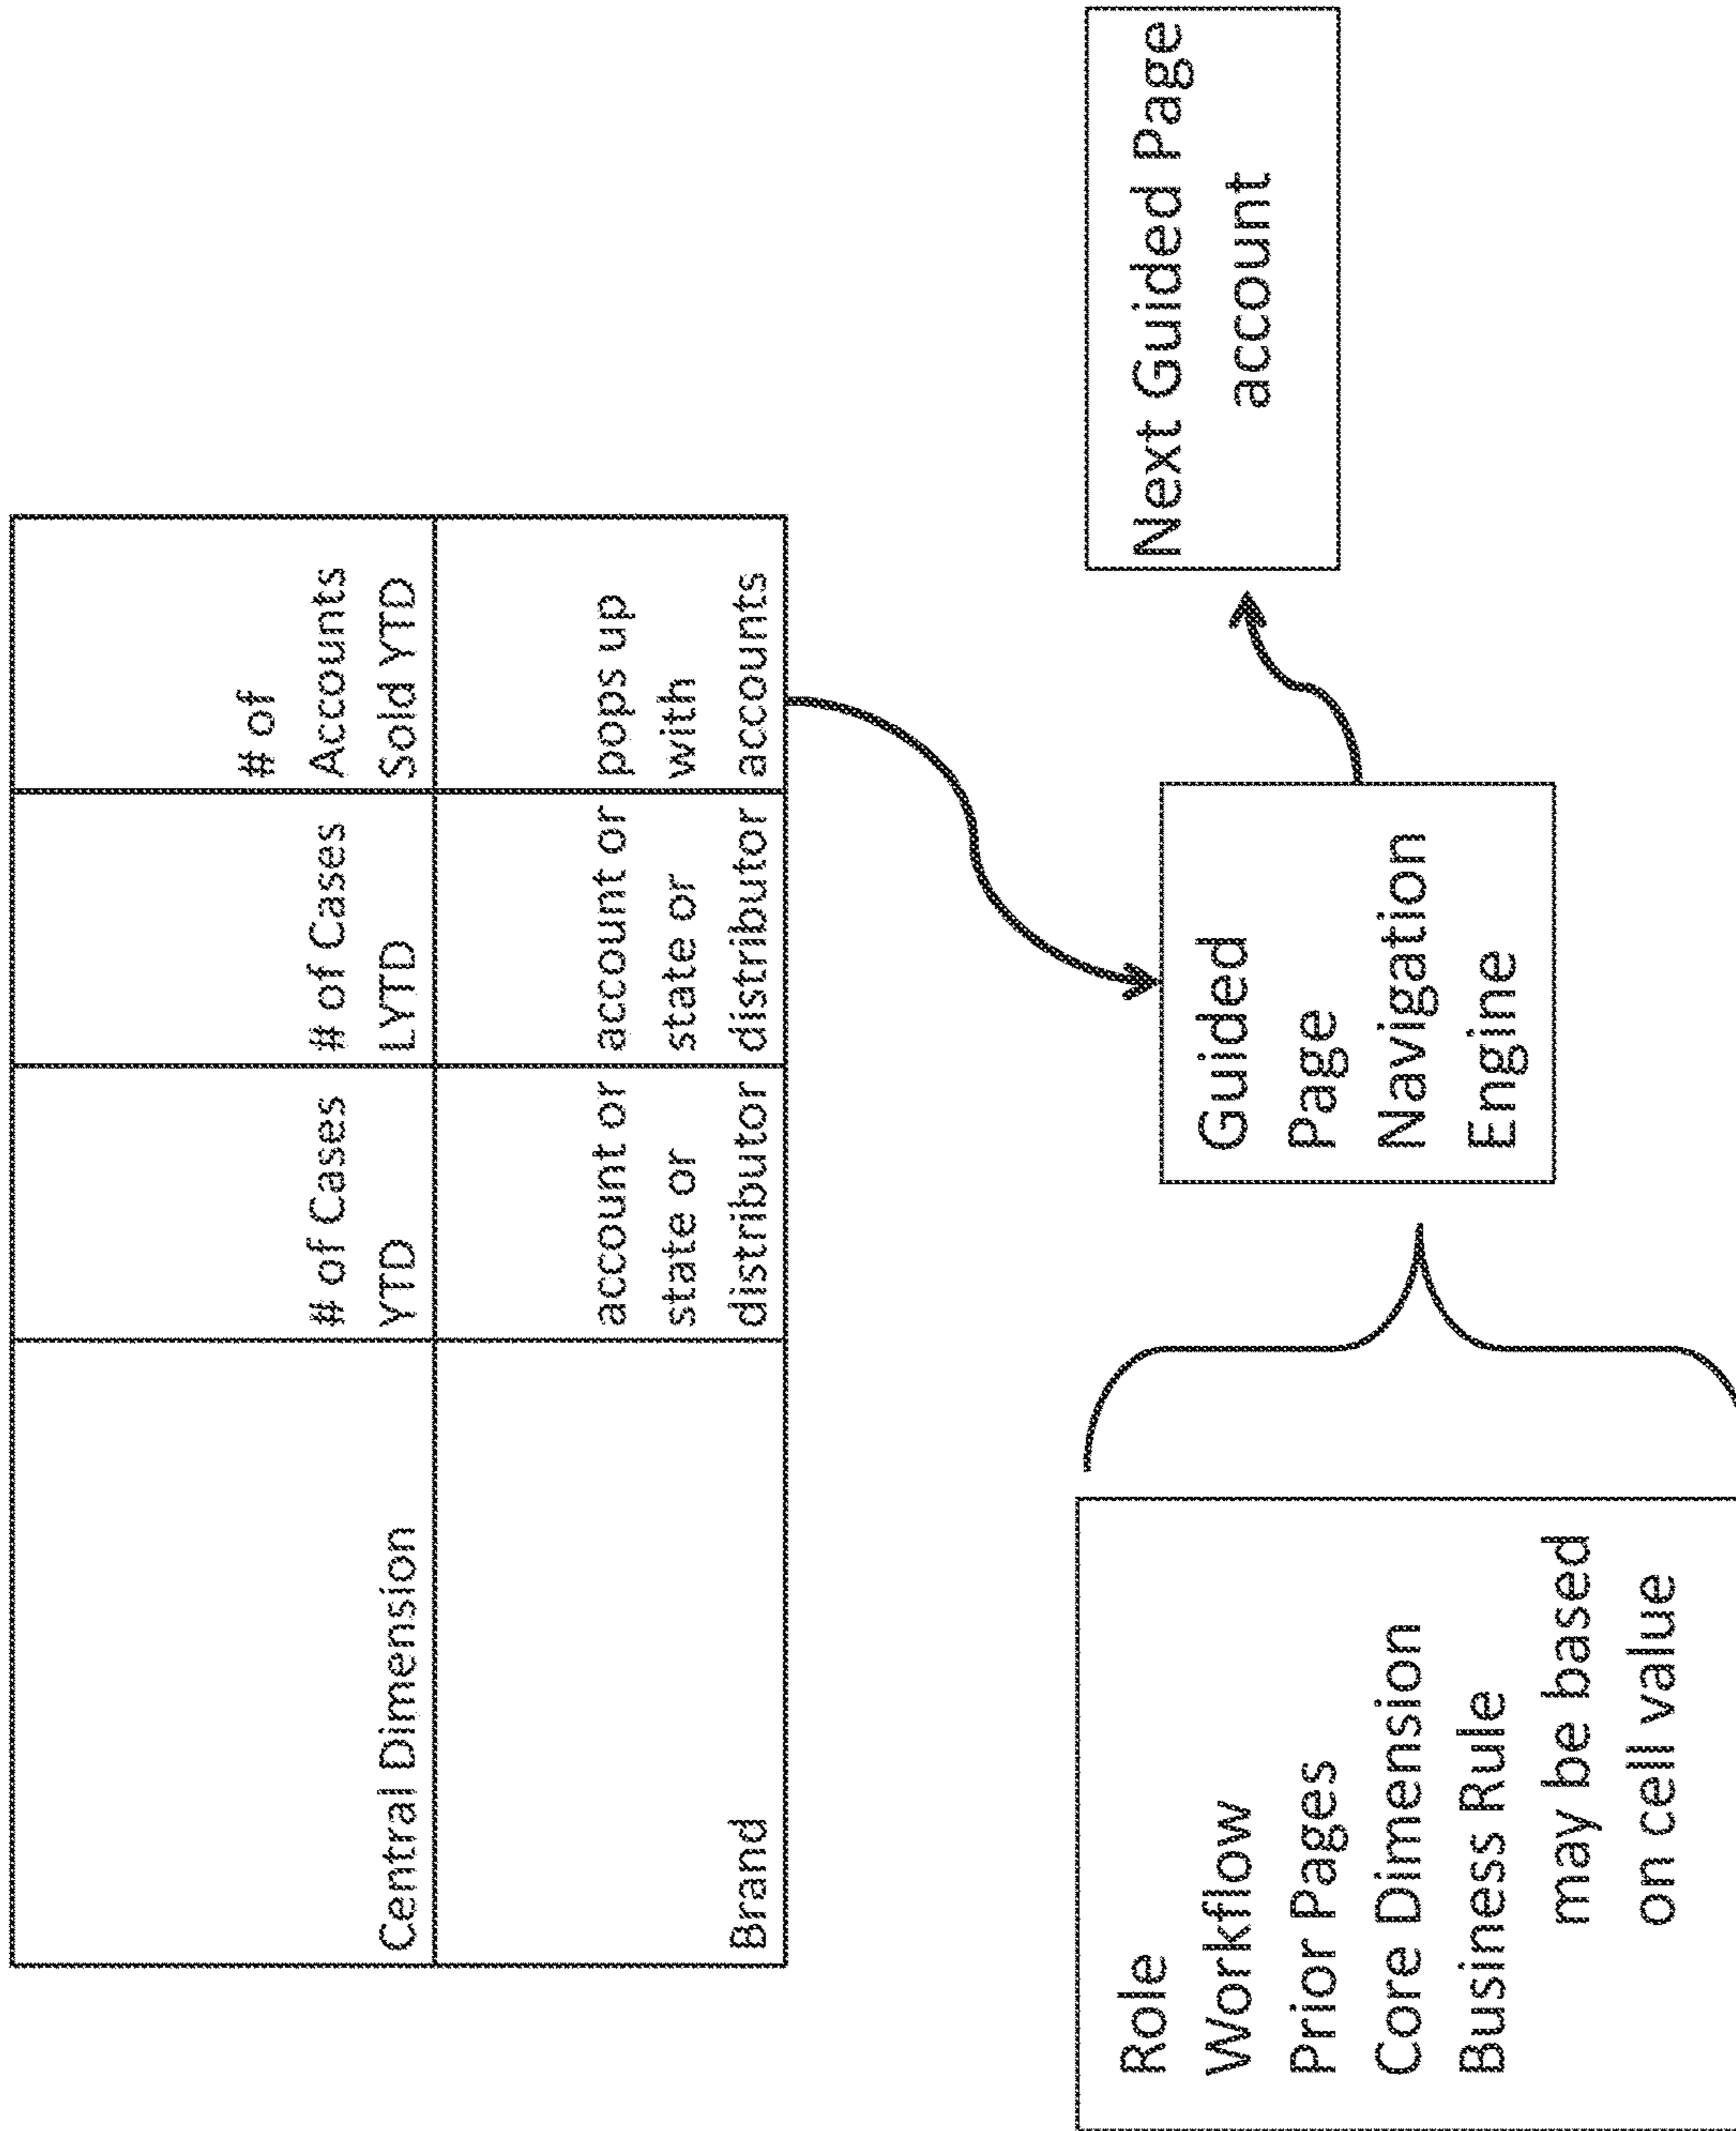 Central Dimension
# of Cases
YTD
# of Cases
LYTD
# of
Accounts
Sold YTD
Brand
account or
state or
distributor
account or
state or
distributor
pops up
with
accounts
Role
Workflow
Prior Pages
Core Dimension
Business Rule
may be based
on cell value
Guided
Page
Navigation
Engine
Next Guided Page
account